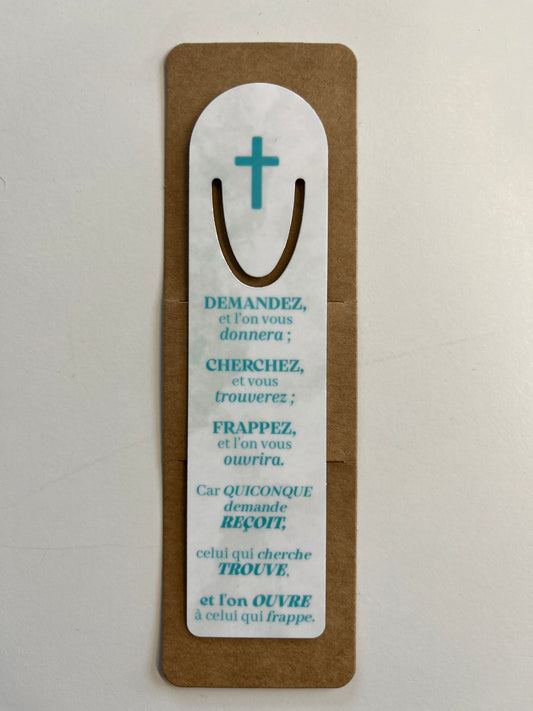 DEMANDEZ,
et l'on vous
donnera ;
CHERCHEZ,
et vous
trouverez ;
FRAPPEZ,
et l'on vous
ouvrira.
Car QUICONQUE
demande
REÇOIT,
celui qui cherche
TROUVE,
et l'on OUVRE
à celui qui frappe.